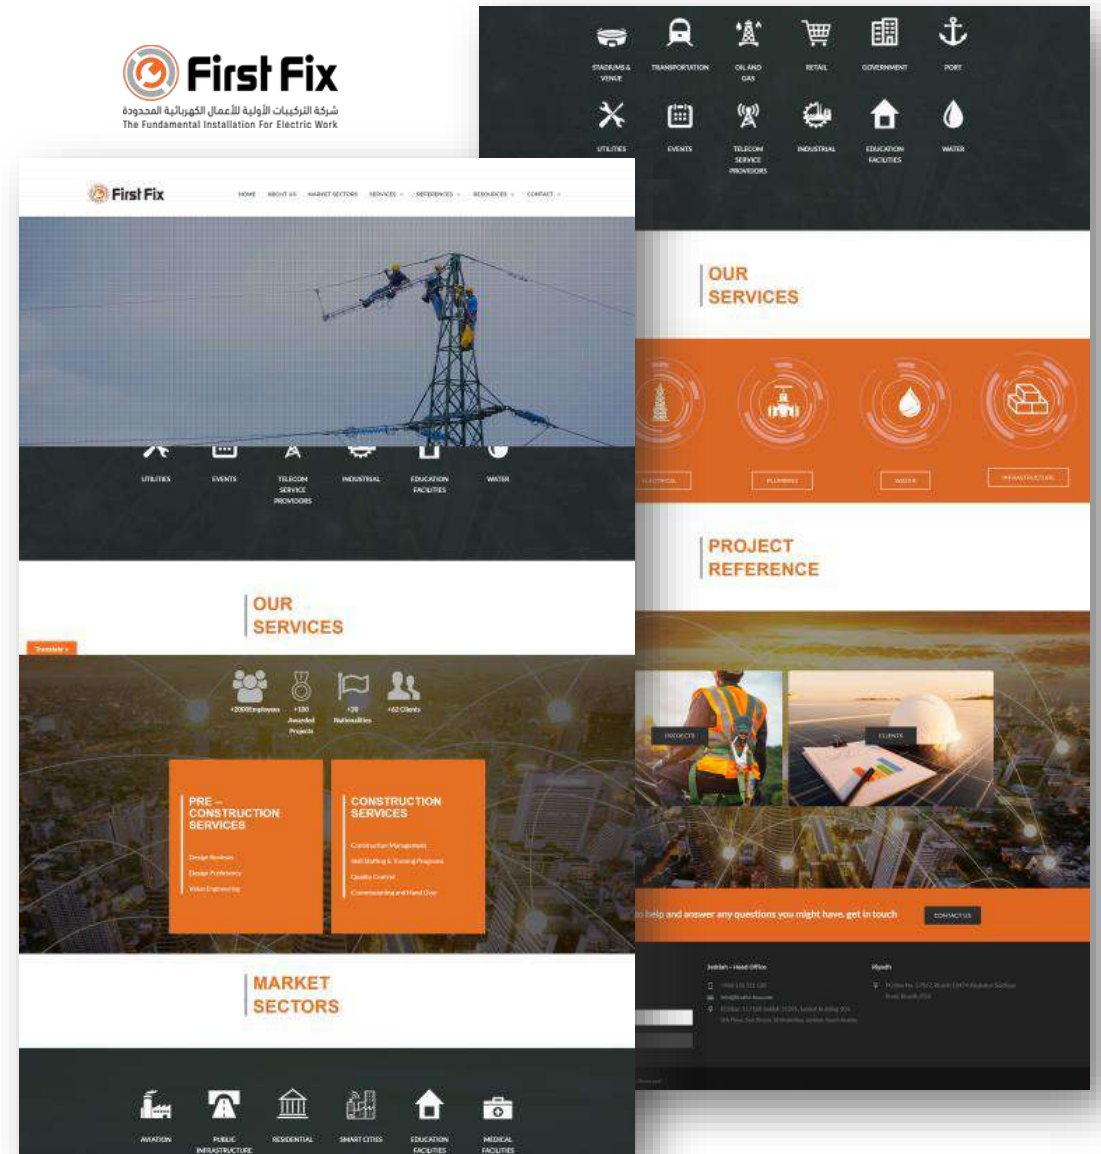 First Fix
شركة التركيبات الأولية للأعمال الكهربائية المحدودة
The Fundamental Installation For Electric Work
First Fix
HOME
ABOUT US
MARKET SECTORS
SERVICES
REFERENCES
RESOURCES
CONTACT
UTILITIES
EVENTS
TELECOM
SERVICE
PROVIDORS
INDUSTRIAL
EDUCATION
FACILITIES
WATER
OUR
SERVICES
Translate »
+2000Employees
+100
Awarded
Projects
Nationalities
+62 Clients
PRE –
CONSTRUCTION
SERVICES
Design Reviews
Design Proficiency
Value Engineering
CONSTRUCTION
SERVICES
Construction Management
Skill Staffing & Training Programs
Quality Control
Commissioning and Hand Over
MARKET
SECTORS
AVIATION
PUBLIC
INFRASTRUCTURE
RESIDENTIAL
SMART CITIES
EDUCATION
FACILITIES
MEDICAL
FACILITIES
STADIUMS &
VENUE
TRANSPORTATION
OIL AND
GAS
RETAIL
GOVERNMENT
PORT
UTILITIES
EVENTS
TELECOM
SERVICE
PROVIDORS
INDUSTRIAL
EDUCATION
FACILITIES
WATER
OUR
SERVICES
PLUMBING
WATER
INFRASTRUCTURE
PROJECT
REFERENCE
PROJECTS
CLIENTS
to help and answer any questions you might have. get in touch
CONTACT US
Jeddah – Head Office
Riyadh